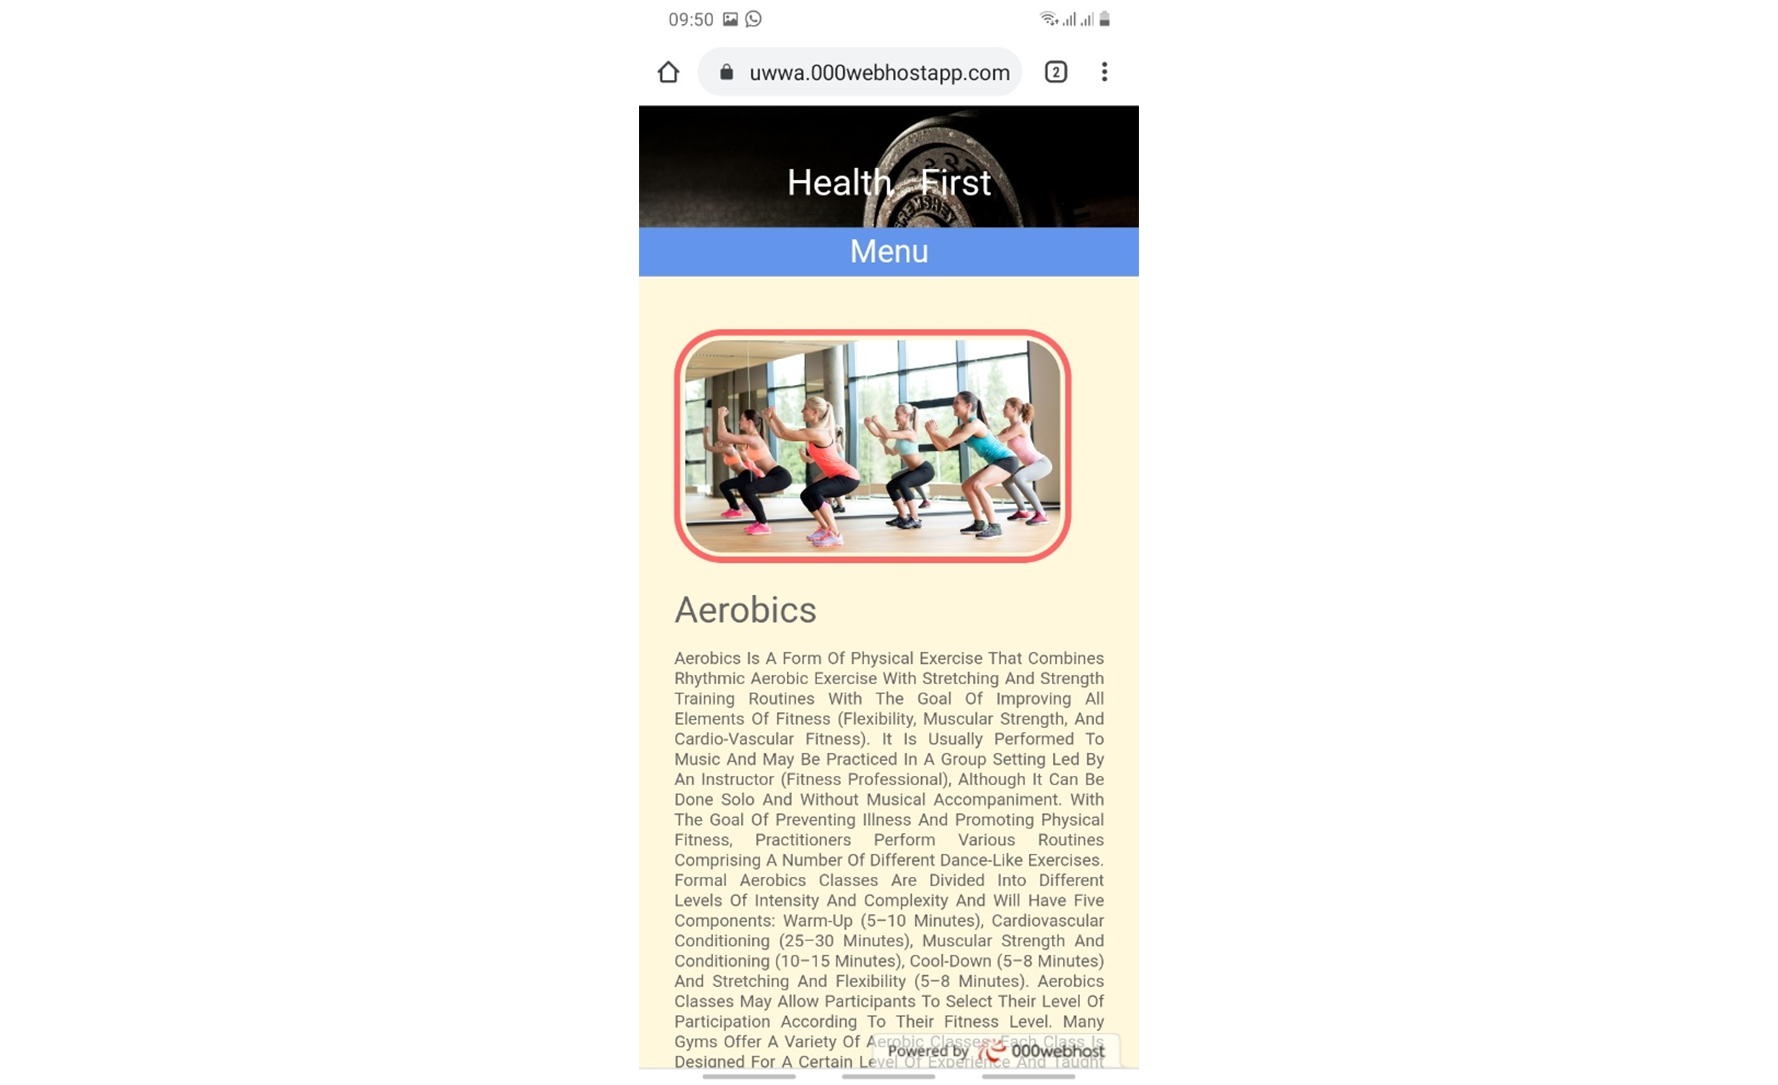 09:50
uwwa.000webhostapp.com
2
Health First
REMSHEY
Menu
Aerobics
Aerobics Is A Form Of Physical Exercise That Combines
Rhythmic Aerobic Exercise With Stretching And Strength
Training Routines With The Goal Of Improving All
Elements Of Fitness (Flexibility, Muscular Strength, And
Cardio-Vascular Fitness). It Is Usually Performed To
Music And May Be Practiced In A Group Setting Led By
An Instructor (Fitness Professional), Although It Can Be
Done Solo And Without Musical Accompaniment. With
The Goal Of Preventing Illness And Promoting Physical
Fitness, Practitioners Perform Various Routines
Comprising A Number Of Different Dance-Like Exercises.
Formal Aerobics Classes Are Divided Into Different
Levels Of Intensity And Complexity And Will Have Five
Components: Warm-Up (5–10 Minutes), Cardiovascular
Conditioning (25–30 Minutes), Muscular Strength And
Conditioning (10–15 Minutes), Cool-Down (5–8 Minutes)
And Stretching And Flexibility (5–8 Minutes). Aerobics
Classes May Allow Participants To Select Their Level Of
Participation According To Their Fitness Level. Many
Gyms Offer A Variety Of Aerobic Classes. Each Class Is
Designed For A Certain Level Of Experience And Taught
Powered by 000webhost